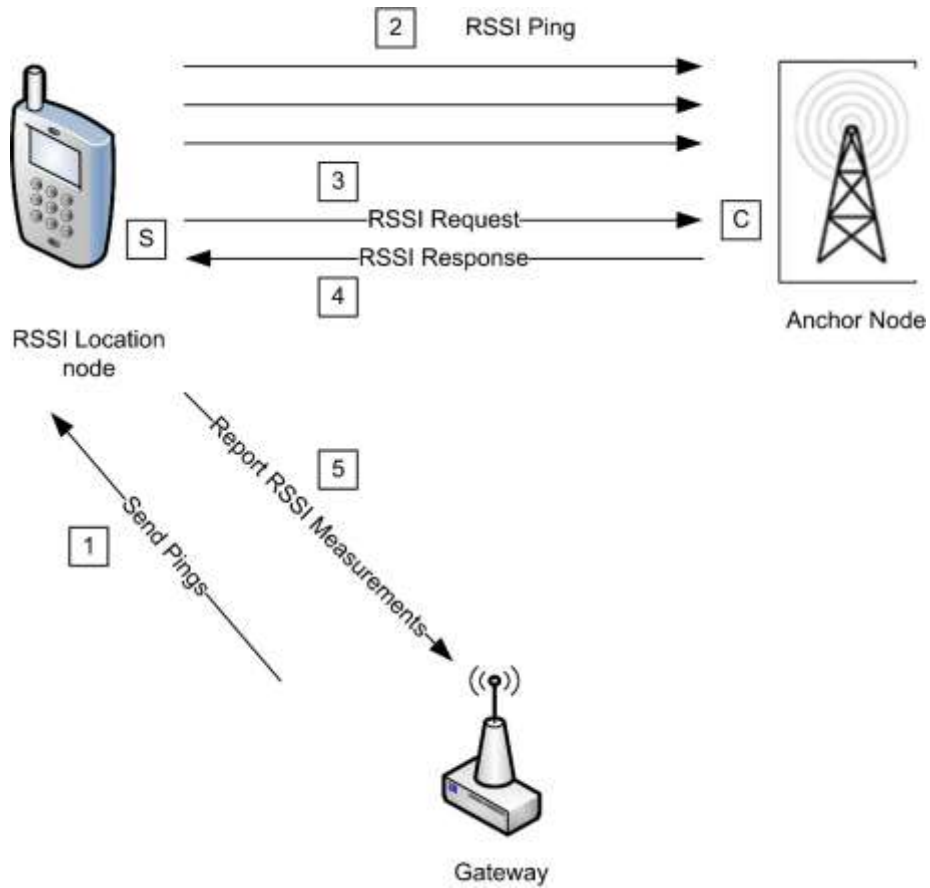 2 RSSI Ping
3
RSSI Request
S
C
RSSI Response
4
Anchor Node
RSSI Location
node
Report RSSI Measurements
5
Send Pings
1
Gateway